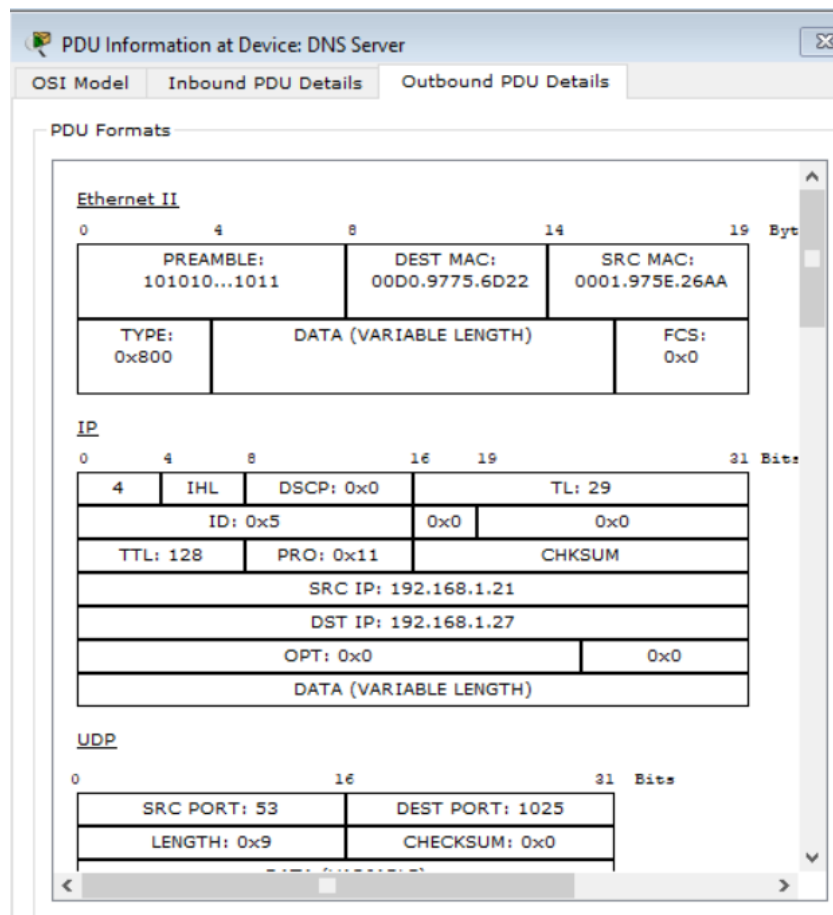 PDU Information at Device: DNS Server
OSI Model Inbound PDU Details Outbound PDU Details
PDU Formats
Ethernet II
0 4 8 14 19 Byt
PREAMBLE: DEST MAC: SRC MAC:
101010...1011 00D0.9775.6D22 0001.975E.26AA
TYPE: DATA (VARIABLE LENGTH) FCS:
0x800 0x0
IP
0 4 8 16 19 31 Bits
4 IHL DSCP: 0x0 TL: 29
ID: 0x5 0x0 0x0
TTL: 128 PRO: 0x11 CHKSUM
SRC IP: 192.168.1.21
DST IP: 192.168.1.27
OPT: 0x0 0x0
DATA (VARIABLE LENGTH)
UDP
0 16 31 Bits
SRC PORT: 53 DEST PORT: 1025
LENGTH: 0x9 CHECKSUM: 0x0